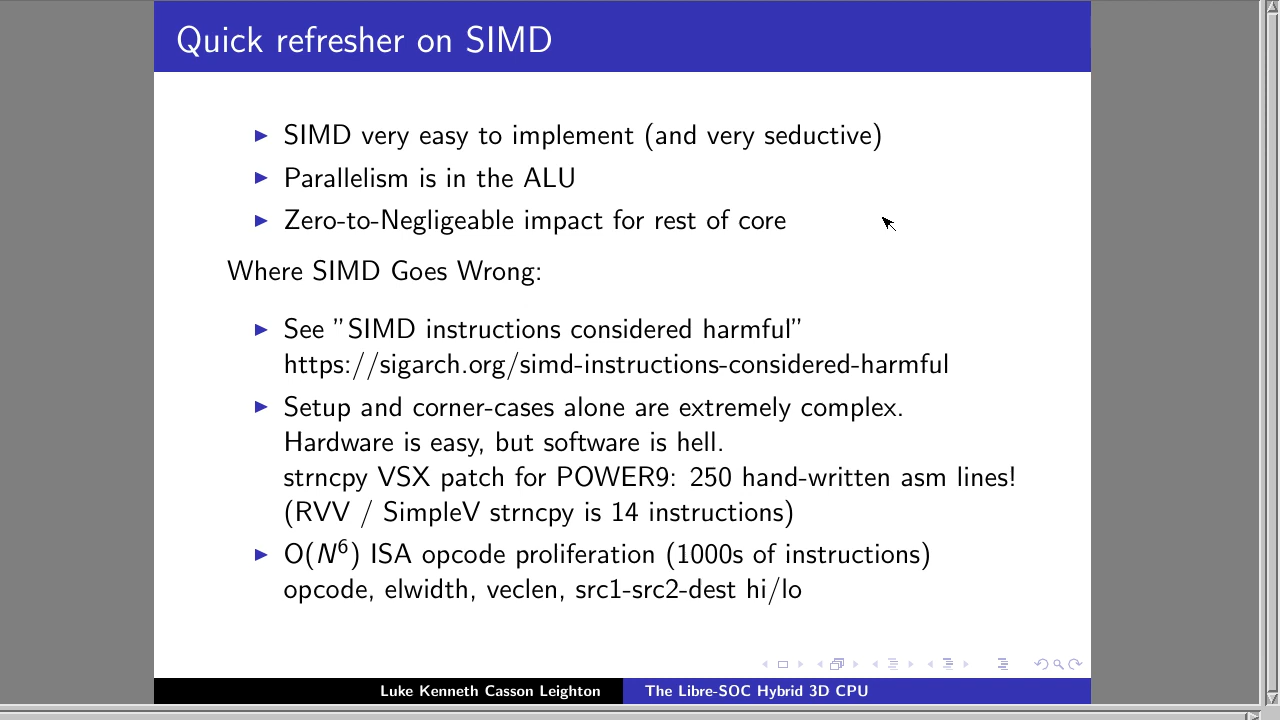 Quick refresher on SIMD
SIMD very easy to implement (and very seductive)
Parallelism is in the ALU
Zero-to-Negligeable impact for rest of core
Where SIMD Goes Wrong:
See ”SIMD instructions considered harmful”
https://sigarch.org/simd-instructions-considered-harmful
Setup and corner-cases alone are extremely complex.
Hardware is easy, but software is hell.
strncpy VSX patch for POWER9: 250 hand-written asm lines!
(RVV / SimpleV strncpy is 14 instructions)
O(N⁶) ISA opcode proliferation (1000s of instructions)
opcode, elwidth, veclen, src1-src2-dest hi/lo
Luke Kenneth Casson Leighton
The Libre-SOC Hybrid 3D CPU